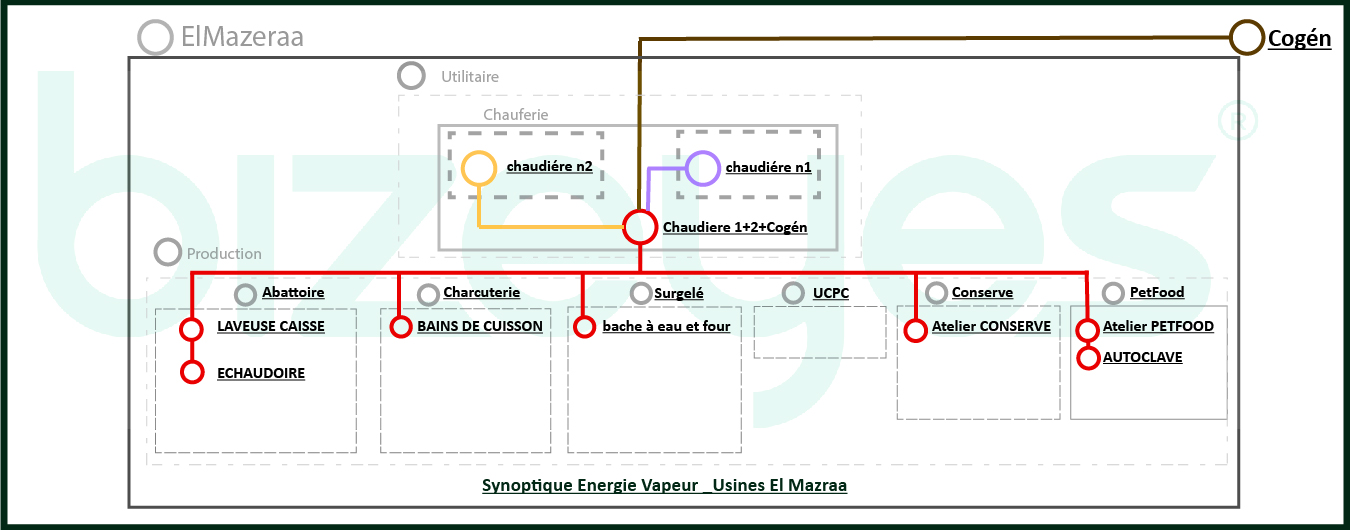 ElMazeraa
Cogén
Utilitaire
Chauferie
chaudiére n2
chaudiére n1
Chaudiere 1+2+Cogén
Production
Abattoire
Charcuterie
Surgelé
UCPC
Conserve
PetFood
LAVEUSE CAISSE
BAINS DE CUISSON
bache à eau et four
Atelier CONSERVE
Atelier PETFOOD
ECHAUDOIRE
AUTOCLAVE
Synoptique Energie Vapeur _Usines El Mazraa
bizeyes®